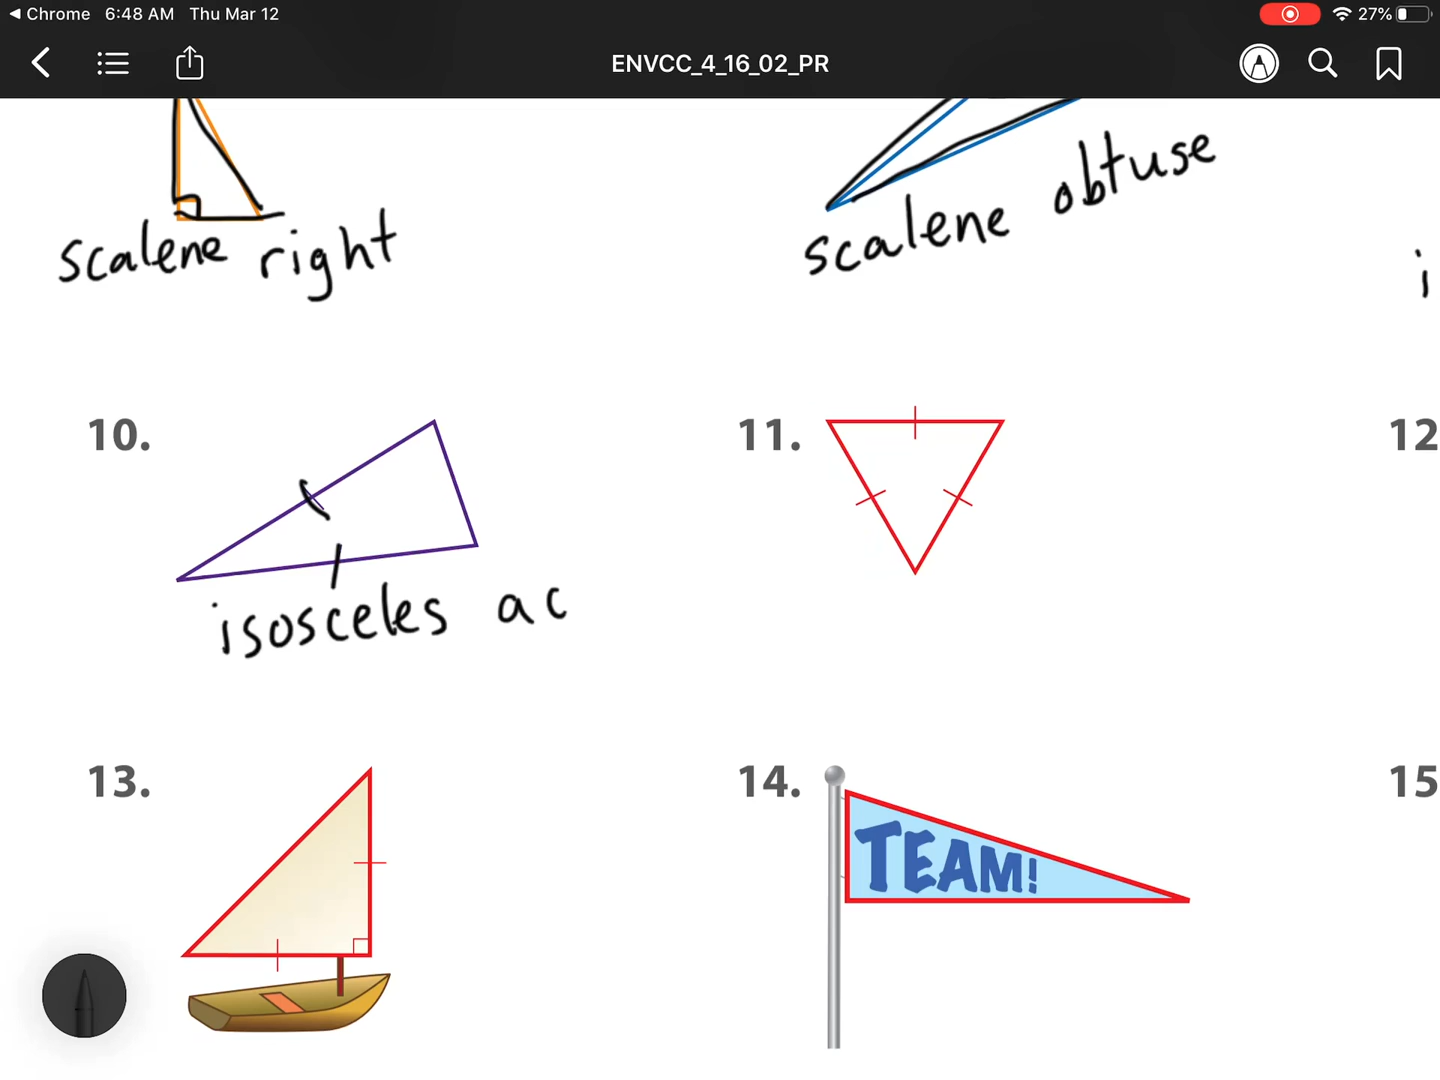 Chrome 6:48 AM Thu Mar 12
27%
ENVCC_4_16_02_PR
scalene right
scalene obtuse
i
10.
11.
12
isosceles ac
13.
14.
15
TEAM!